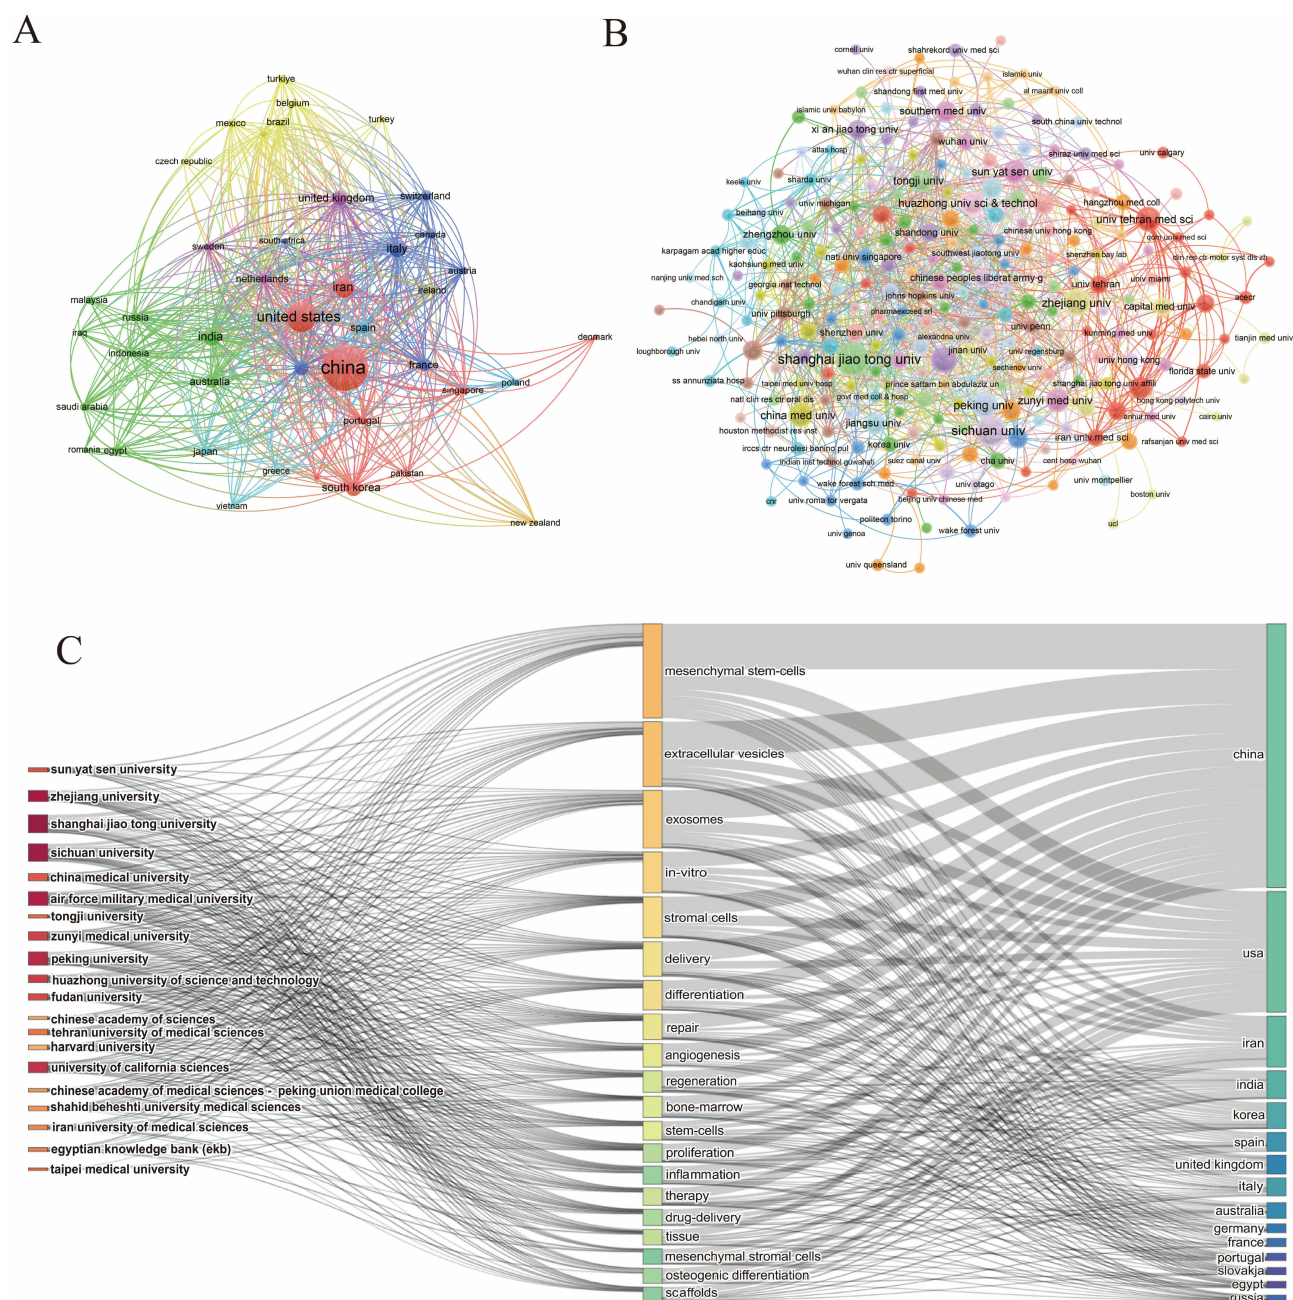 A
B
turkiye
belgium
mexico
brazil
turkey
czech republic
united kingdom
switzerland
canada
sweden
south africa
italy
netherlands
austria
iran
ireland
malaysia
russia
united states
spain
iraq
india
indonesia
denmark
china
france
australia
poland
singapore
saudi arabia
portugal
romania
egypt
japan
greece
pakistan
south korea
vietnam
new zealand
cornell univ
shahrekord univ med sci
wuhan clin res ctr superficial
islamic univ
shandong first med univ
al maarif univ coll
islamic univ babylon
southern med univ
south china univ technol
xi an jiao tong univ
wuhan univ
atlas hosp
shiraz univ med sci
univ calgary
keele univ
sharda univ
tongji univ
sun yat sen univ
univ michigan
huazhong univ sci & technol
hangzhou med coll
beihang univ
univ tehran med sci
zhengzhou univ
shandong univ
chinese univ hong kong
qom univ med sci
karpagam acad higher educ
nati univ singapore
southwest jiaotong univ
shenzhen bay lab
clin res ctr motor syst dis zh
kaohsiung med univ
nanjing univ med sch
georgia inst technol
chinese peoples liberat army g
univ tehran
univ miami
chandigarh univ
johns hopkins univ
zhejiang univ
capital med univ
acecr
univ pittsburgh
pharmaexceed srl
hebei north univ
shenzhen univ
alexandria univ
univ penn
kunming med univ
tianjin med univ
loughborough univ
shanghai jiao tong univ
jinan univ
univ regensburg
univ hong kong
sechenov univ
florida state univ
ss annunziata hosp
taipei med univ hosp
prince sattam bin abdulaziz un
shanghai jiao tong univ affili
natl clin res ctr oral dis
govt med coll & hosp
peking univ
zunyi med univ
hong kong polytech univ
china med univ
jiangsu univ
anhui med univ
cairo univ
houston methodist res inst
sichuan univ
iran univ med sci
rafsanjan univ med sci
irccs ctr neurolesi bonino pul
korea univ
indian inst technol guwahati
suez canal univ
cha univ
cent hosp wuhan
wake forest sch med
univ otago
univ montpellier
cnr
univ roma tor vergata
beijing univ chinese med
boston univ
politecn torino
univ genoa
wake forest univ
ucl
univ queensland
C
sun yat sen university
zhejiang university
shanghai jiao tong university
sichuan university
china medical university
air force military medical university
tongji university
zunyi medical university
peking university
huazhong university of science and technology
fudan university
chinese academy of sciences
tehran university of medical sciences
harvard university
university of california sciences
chinese academy of medical sciences - peking union medical college
shahid beheshti university medical sciences
iran university of medical sciences
egyptian knowledge bank (ekb)
taipei medical university
mesenchymal stem-cells
extracellular vesicles
exosomes
in-vitro
stromal cells
delivery
differentiation
repair
angiogenesis
regeneration
bone-marrow
stem-cells
proliferation
inflammation
therapy
drug-delivery
tissue
mesenchymal stromal cells
osteogenic differentiation
scaffolds
china
usa
iran
india
korea
spain
united kingdom
italy
australia
germany
france
portugal
slovakja
egypt
russia